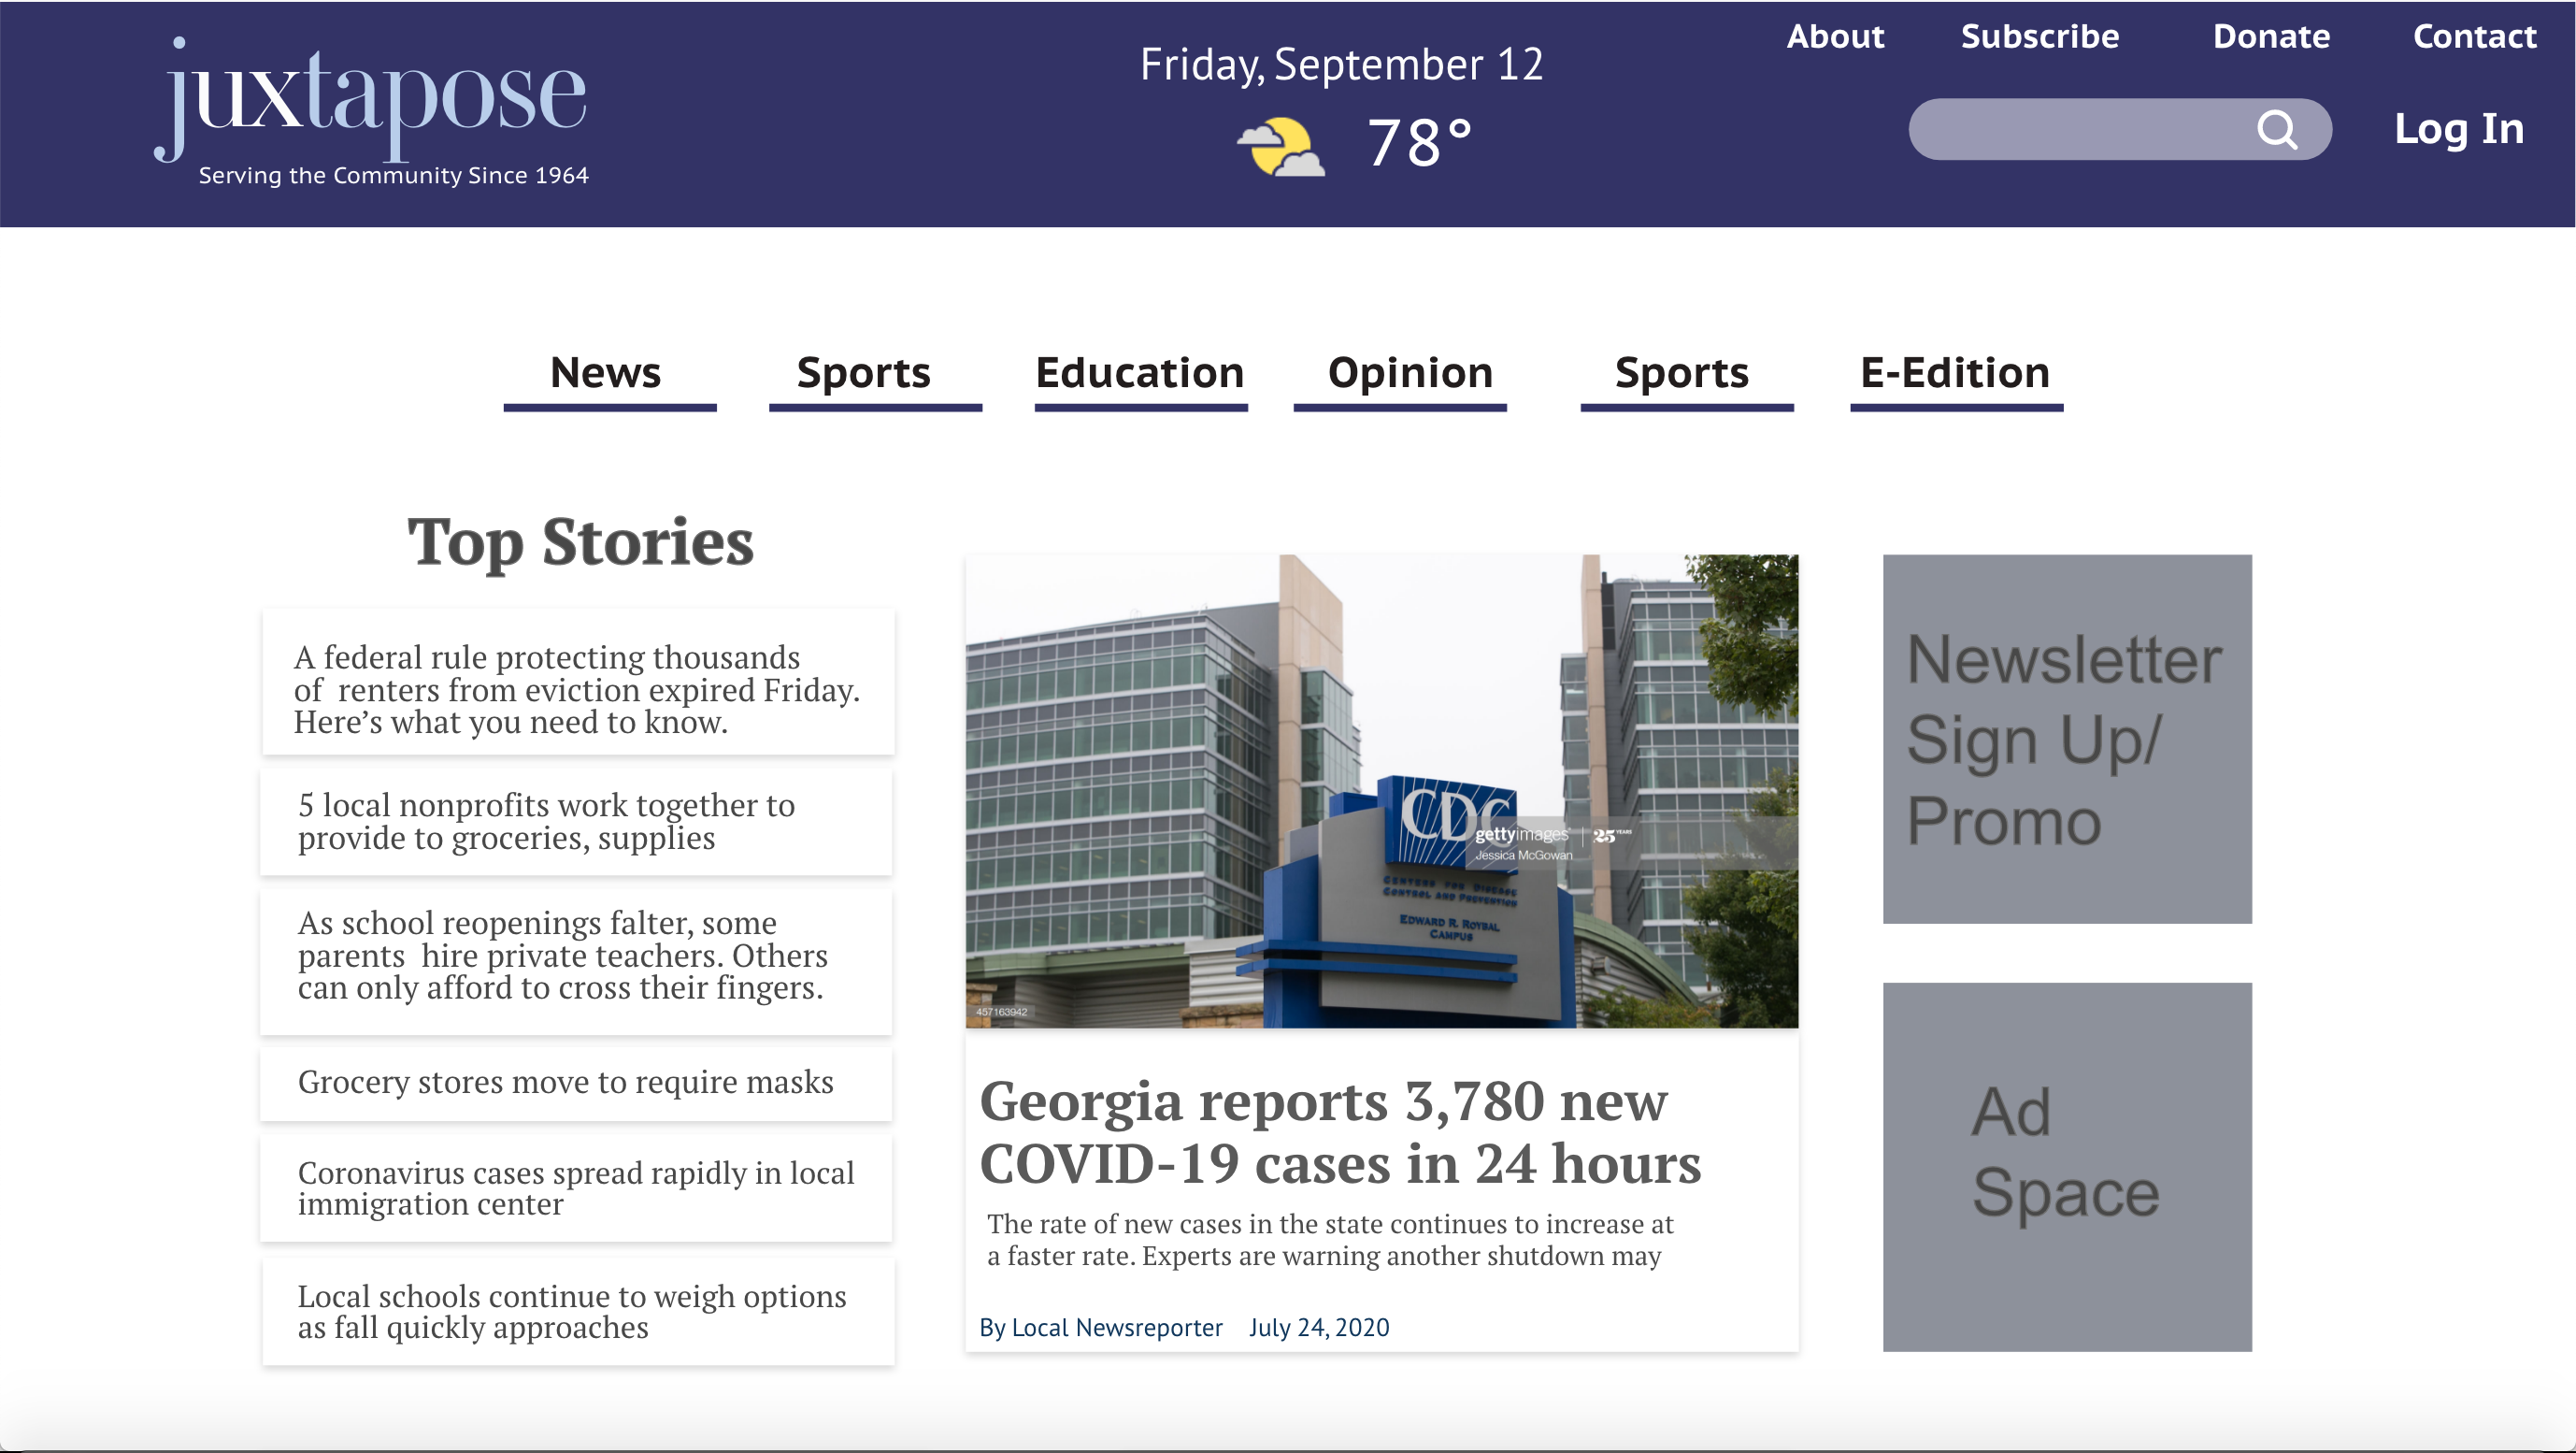 juxtapose
Serving the Community Since 1964
Friday, September 12
78°
About Subscribe Donate Contact
Log In
News Sports Education Opinion Sports E-Edition
Top Stories
A federal rule protecting thousands
of renters from eviction expired Friday.
Here’s what you need to know.
5 local nonprofits work together to
provide to groceries, supplies
As school reopenings falter, some
parents hire private teachers. Others
can only afford to cross their fingers.
Grocery stores move to require masks
Coronavirus cases spread rapidly in local
immigration center
Local schools continue to weigh options
as fall quickly approaches
CDC
gettyimages® 25 YEARS
Jessica McGowan
CENTERS FOR DISEASE
CONTROL AND PREVENTION
EDWARD R. ROYBAL
CAMPUS
457163942
Georgia reports 3,780 new
COVID-19 cases in 24 hours
The rate of new cases in the state continues to increase at
a faster rate. Experts are warning another shutdown may
By Local Newsreporter July 24, 2020
Newsletter
Sign Up/
Promo
Ad
Space